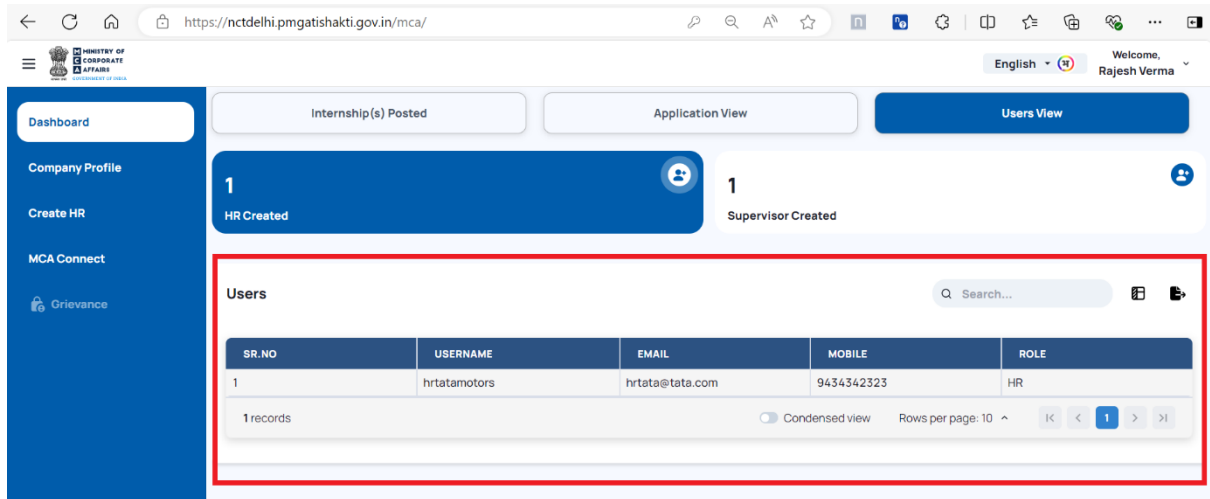 https://nctdelhi.pmgatishakti.gov.in/mca/
MINISTRY OF
CORPORATE
AFFAIRS
GOVERNMENT OF INDIA
English
Welcome,
Rajesh Verma
Dashboard
Company Profile
Create HR
MCA Connect
Grievance
Internship(s) Posted
Application View
Users View
1
HR Created
1
Supervisor Created
Users
Search...
SR.NO USERNAME EMAIL MOBILE ROLE
1 hrtatamotors hrtata@tata.com 9434342323 HR
1 records Condensed view Rows per page: 10 1